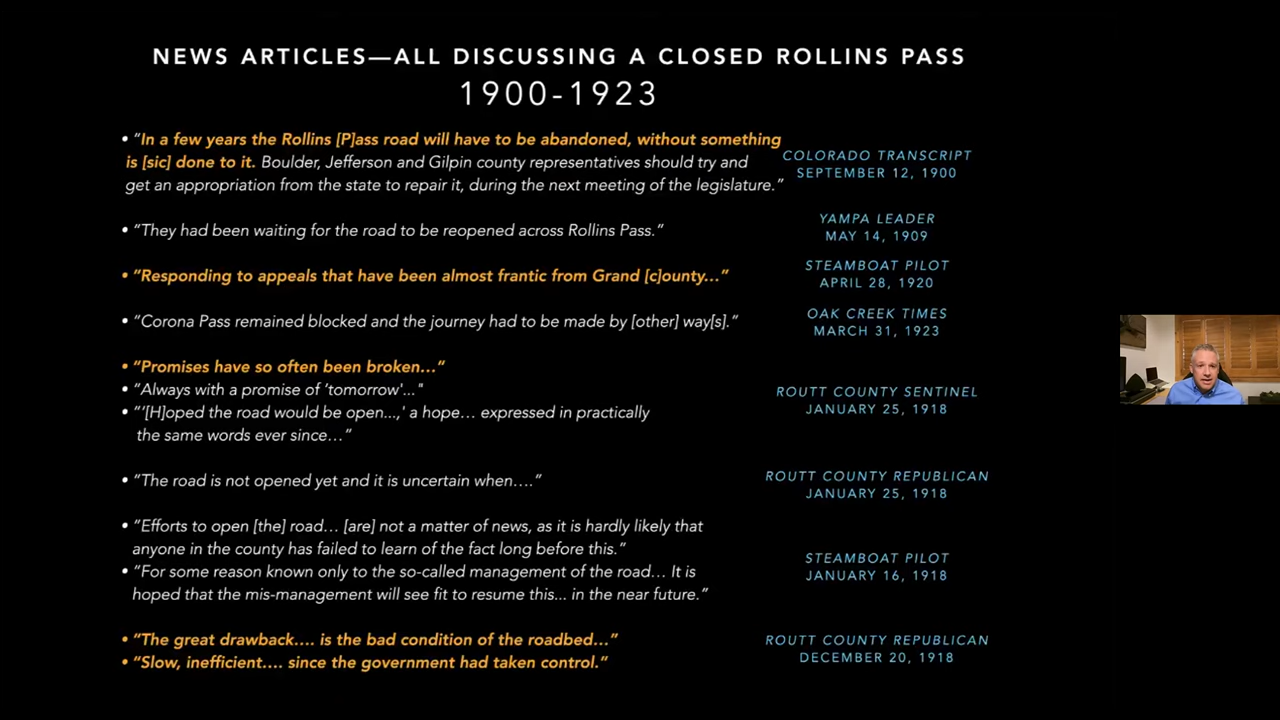 NEWS ARTICLES—ALL DISCUSSING A CLOSED ROLLINS PASS
1900-1923
• “In a few years the Rollins [P]ass road will have to be abandoned, without something
is [sic] done to it. Boulder, Jefferson and Gilpin county representatives should try and
get an appropriation from the state to repair it, during the next meeting of the legislature.”
COLORADO TRANSCRIPT
SEPTEMBER 12, 1900
• “They had been waiting for the road to be reopened across Rollins Pass.”
YAMPA LEADER
MAY 14, 1909
• “Responding to appeals that have been almost frantic from Grand [c]ounty…”
STEAMBOAT PILOT
APRIL 28, 1920
• “Corona Pass remained blocked and the journey had to be made by [other] way[s].”
OAK CREEK TIMES
MARCH 31, 1923
• “Promises have so often been broken…“
• “Always with a promise of ‘tomorrow'..."
• “‘[H]oped the road would be open...,' a hope… expressed in practically
the same words ever since…”
ROUTT COUNTY SENTINEL
JANUARY 25, 1918
• “The road is not opened yet and it is uncertain when….”
ROUTT COUNTY REPUBLICAN
JANUARY 25, 1918
• “Efforts to open [the] road… [are] not a matter of news, as it is hardly likely that
anyone in the county has failed to learn of the fact long before this.”
• “For some reason known only to the so-called management of the road… It is
hoped that the mis-management will see fit to resume this... in the near future.”
STEAMBOAT PILOT
JANUARY 16, 1918
• “The great drawback…. is the bad condition of the roadbed…”
• “Slow, inefficient…. since the government had taken control.”
ROUTT COUNTY REPUBLICAN
DECEMBER 20, 1918